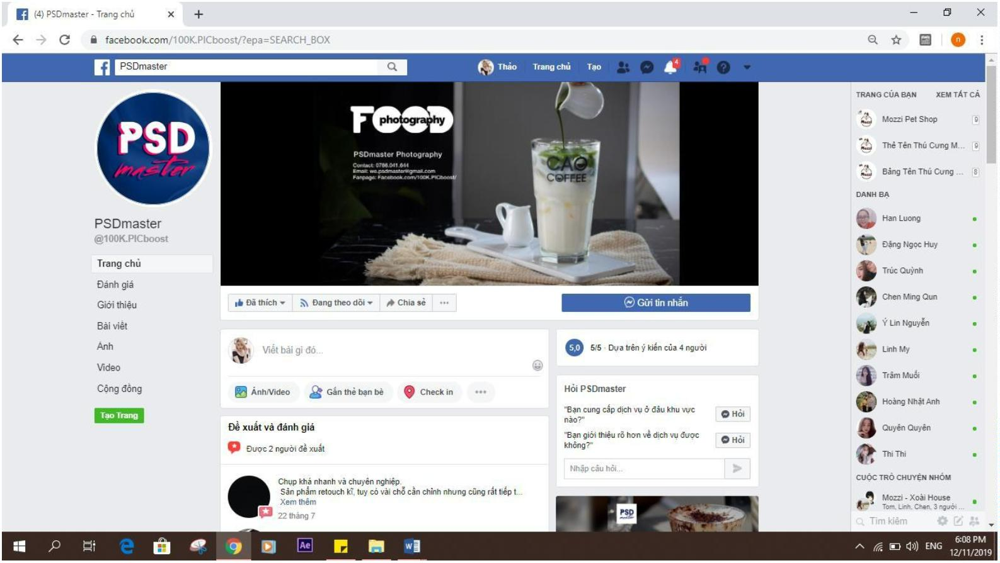 (4) PSDmaster - Trang chủ
facebook.com/100K.PICboost/?epa=SEARCH_BOX
n
PSDmaster
Thảo
Trang chủ
Tạo
4
PSD
master
PSDmaster
@100K.PICboost
Trang chủ
Đánh giá
Giới thiệu
Bài viết
Ảnh
Video
Cộng đồng
Tạo Trang
FOOD
photography
PSDmaster Photography
Contact: 0786.041.644
Email: we.psdmaster@gmail.com
Fanpage: Facebook.com/100K.PICboost/
CAO
COFFEE
Đã thích
Đang theo dõi
Chia sẻ
Gửi tin nhắn
Viết bài gì đó...
Ảnh/Video
Gắn thẻ bạn bè
Check in
Đề xuất và đánh giá
Được 2 người đề xuất
Chụp khá nhanh và chuyên nghiệp.
Sản phẩm retouch kĩ, tuy có vài chỗ cần chỉnh nhưng cũng rất tiếp t...
Xem thêm
22 tháng 7
5,0
5/5 · Dựa trên ý kiến của 4 người
Hỏi PSDmaster
"Bạn cung cấp dịch vụ ở đâu khu vực
nào?"
Hỏi
"Bạn giới thiệu rõ hơn về dịch vụ được
không?"
Hỏi
Nhập câu hỏi...
PSD
master
TRANG CỦA BẠN
XEM TẤT CẢ
Mozzi Pet Shop
9
Thẻ Tên Thú Cưng M...
9
Bảng Tên Thú Cưng ...
8
DANH BẠ
Han Luong
Đặng Ngọc Huy
Trúc Quỳnh
Chen Ming Qun
Ý Lin Nguyễn
Linh My
Trâm Muối
Hoàng Nhật Anh
Quyên Quyên
Thi Thi
CUỘC TRÒ CHUYỆN NHÓM
Mozzi - Xoài House
Tom, Linh, Chen, 3 người ...
Tìm kiếm
Ae
ENG
6:08 PM
12/11/2019